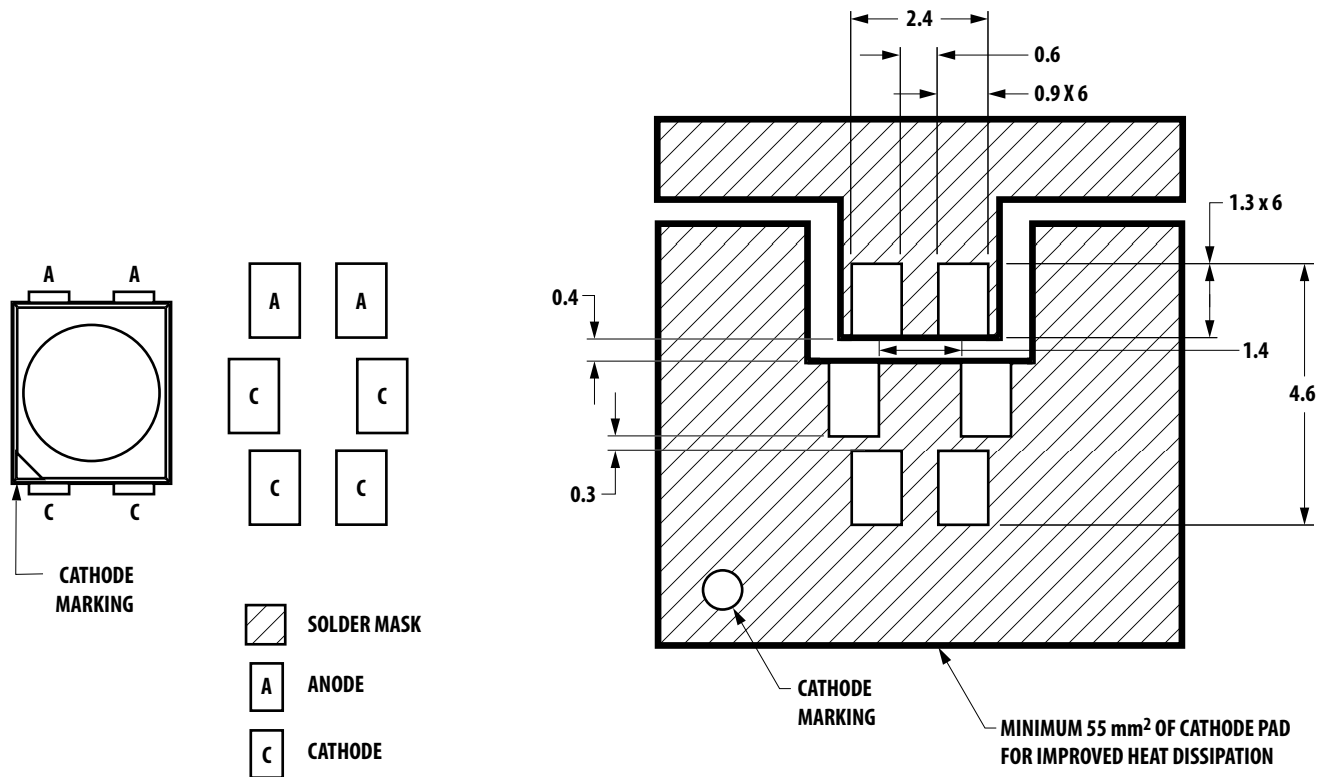 2.4
0.6
0.9 X 6
1.3 x 6
A A
A A
0.4
1.4
C C
4.6
C C
0.3
C C
CATHODE
MARKING
SOLDER MASK
A ANODE
C CATHODE
CATHODE
MARKING
MINIMUM 55 mm² OF CATHODE PAD
FOR IMPROVED HEAT DISSIPATION